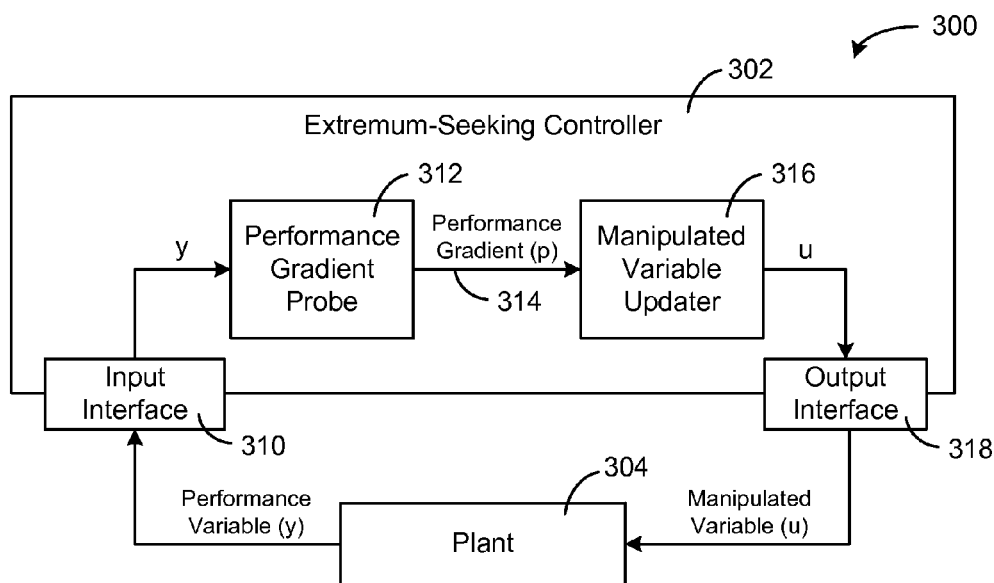 300
302
Extremum-Seeking Controller
312
316
y
Performance
Gradient
Probe
Performance
Gradient (p)
314
Manipulated
Variable
Updater
u
Input
Interface
310
Output
Interface
318
304
Performance
Variable (y)
Plant
Manipulated
Variable (u)